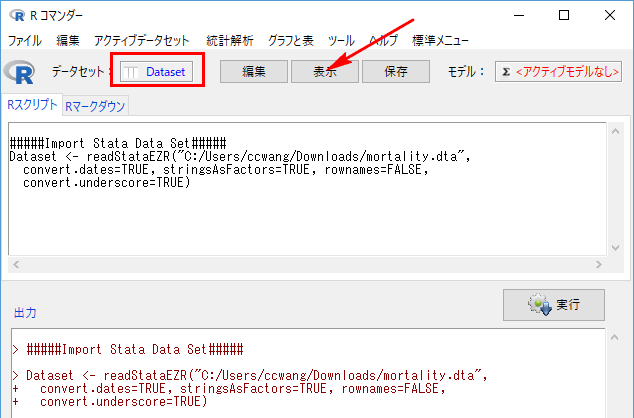 R コマンダー
ファイル 編集 アクティブデータセット 統計解析 グラフと表 ツール ヘルプ 標準メニュー
R データセット: Dataset 編集 表示 保存 モデル: Σ <アクティブモデルなし>
Rスクリプト Rマークダウン
#####Import Stata Data Set#####
Dataset <- readStataEZR("C:/Users/ccwang/Downloads/mortality.dta",
convert.dates=TRUE, stringsAsFactors=TRUE, rownames=FALSE,
convert.underscore=TRUE)
実行
出力
> #####Import Stata Data Set#####
> Dataset <- readStataEZR("C:/Users/ccwang/Downloads/mortality.dta",
+ convert.dates=TRUE, stringsAsFactors=TRUE, rownames=FALSE,
+ convert.underscore=TRUE)